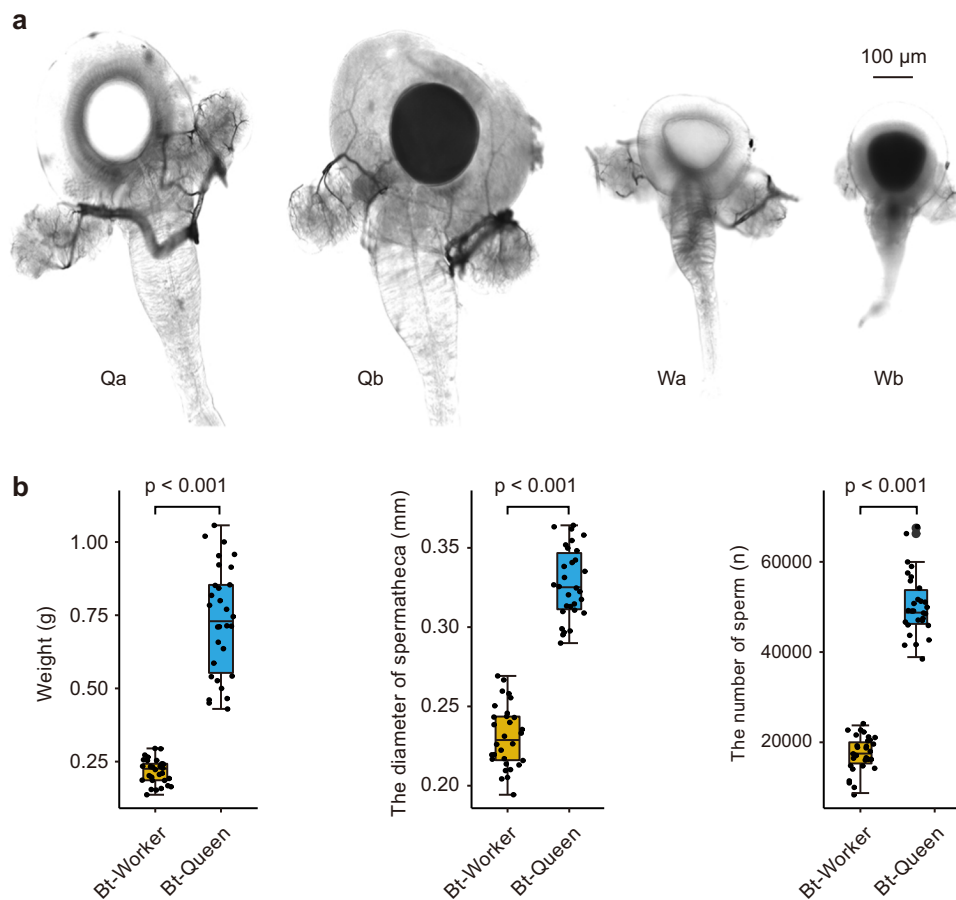 a
100 µm
Qa
Qb
Wa
Wb
b
p < 0.001
Weight (g)
1.00
0.75
0.50
0.25
Bt-Worker
Bt-Queen
p < 0.001
The diameter of spermatheca (mm)
0.35
0.30
0.25
0.20
Bt-Worker
Bt-Queen
p < 0.001
The number of sperm (n)
60000
40000
20000
Bt-Worker
Bt-Queen